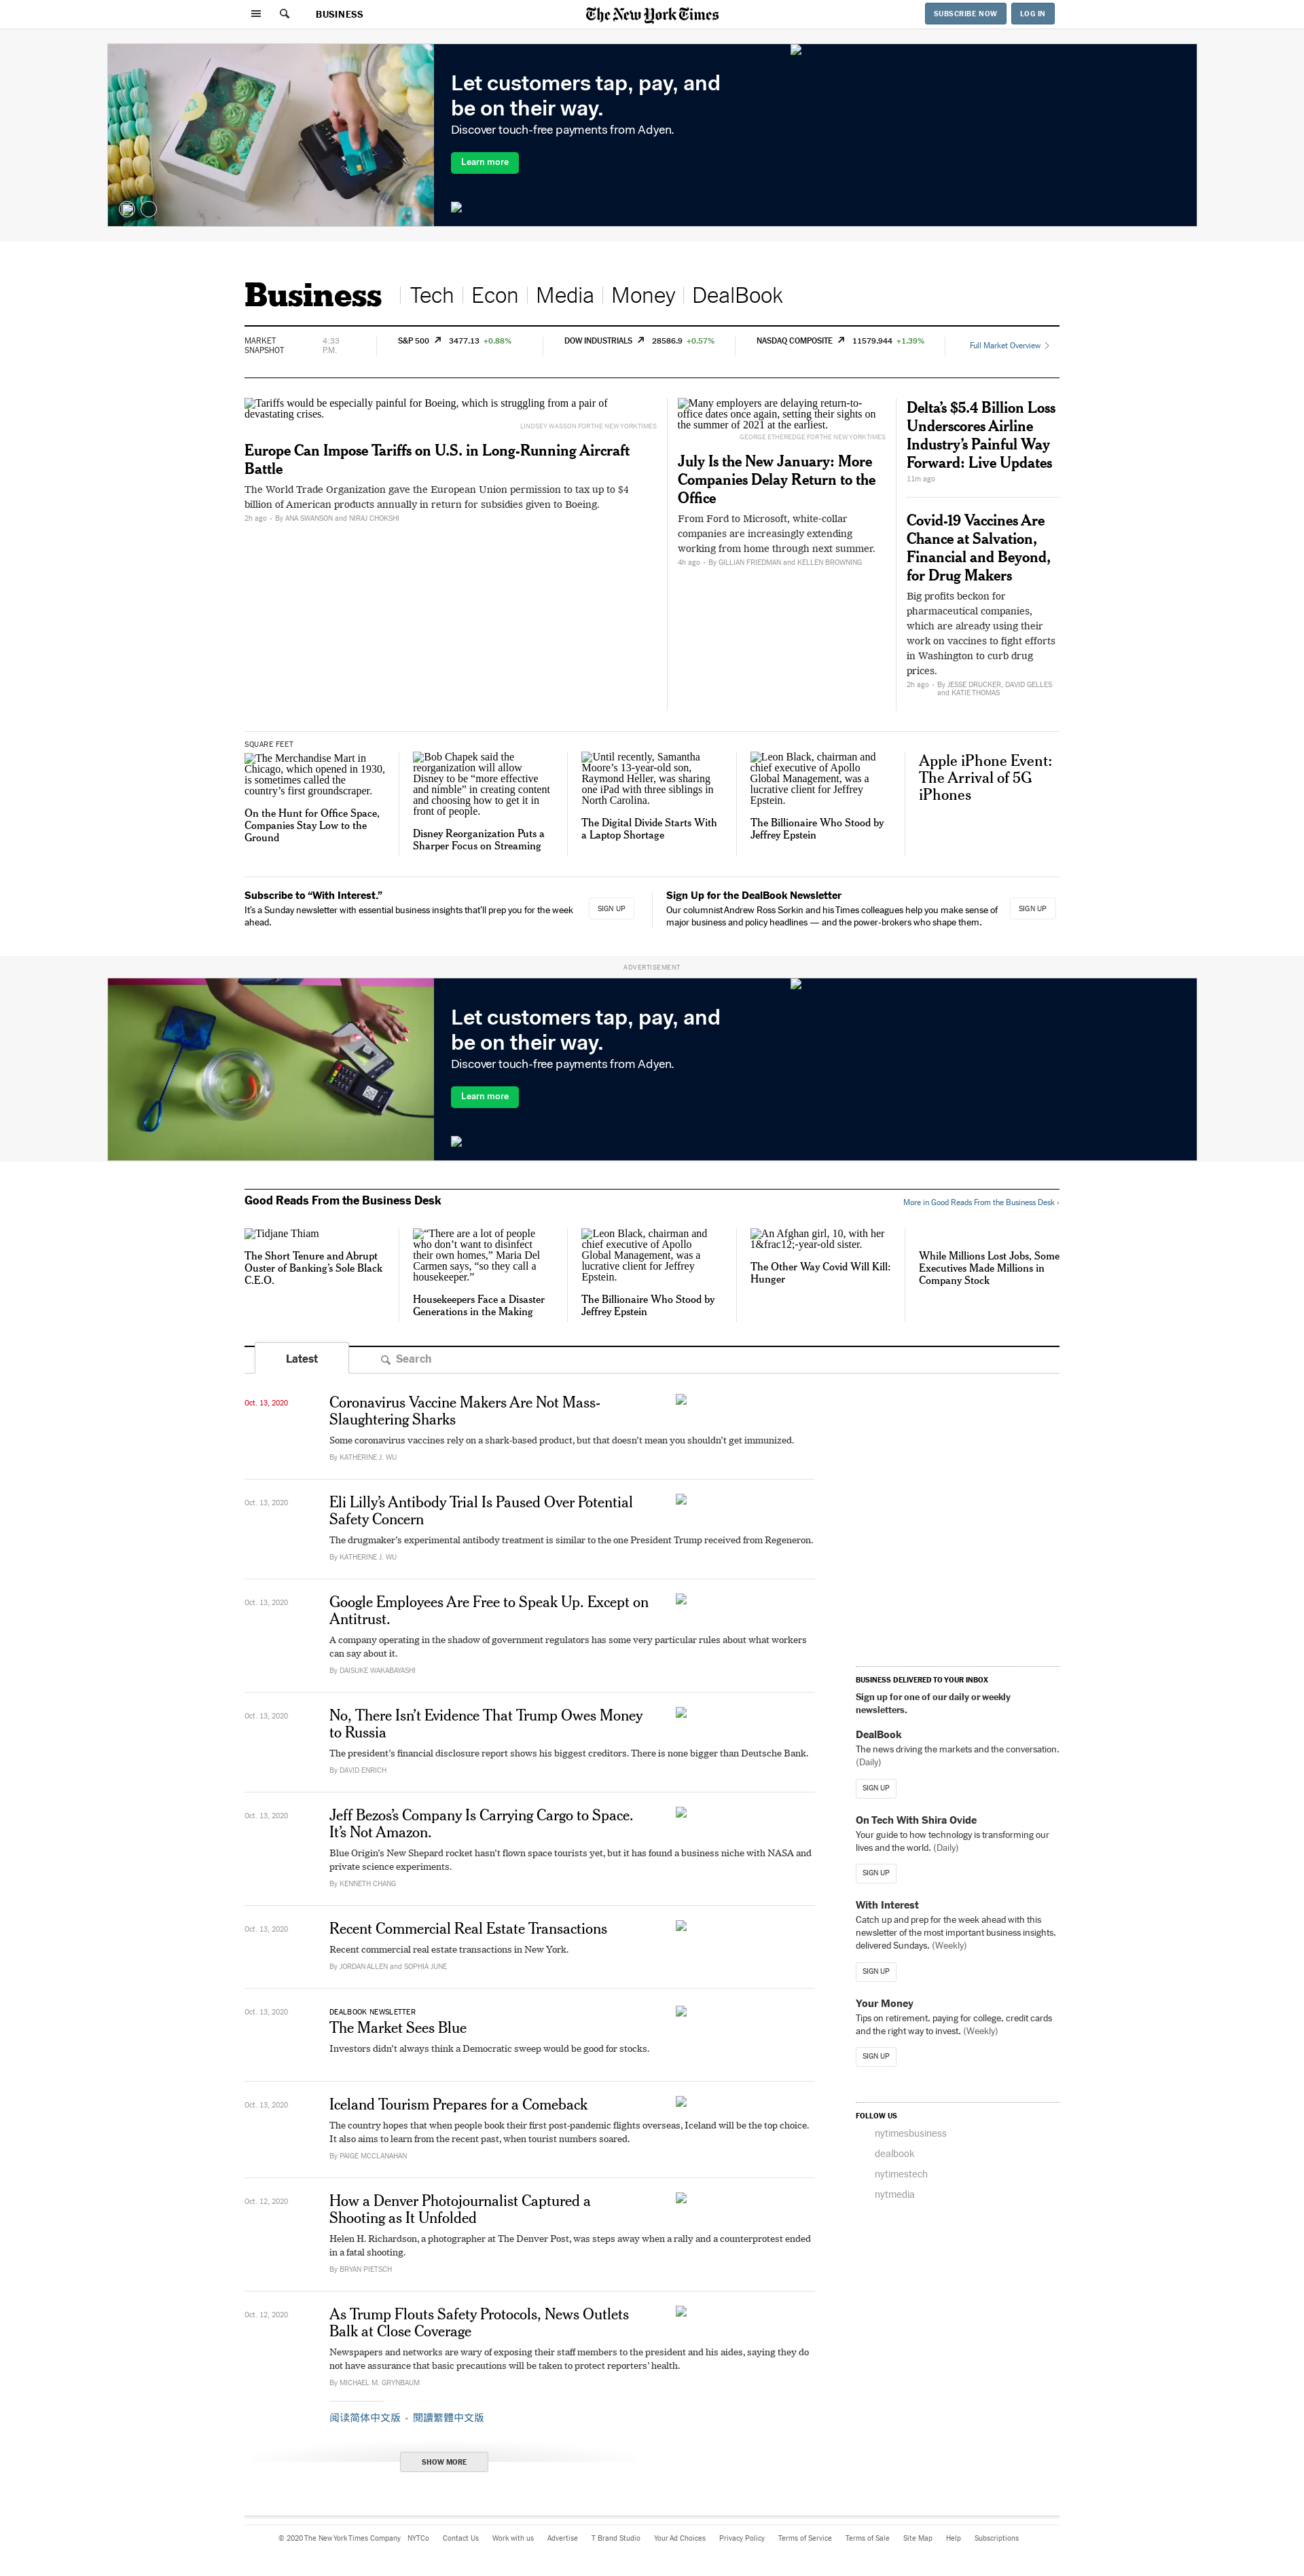 BUSINESS
The New York Times
SUBSCRIBE NOW
LOG IN
Let customers tap, pay, and
be on their way.
Discover touch-free payments from Adyen.
Learn more
Business
Tech
Econ
Media
Money
DealBook
MARKET
SNAPSHOT
4:33
P.M.
S&P 500 3477.13 +0.88%
DOW INDUSTRIALS 28586.9 +0.57%
NASDAQ COMPOSITE 11579.944 +1.39%
Full Market Overview
Tariffs would be especially painful for Boeing, which is struggling from a pair of
devastating crises.
LINDSEY WASSON FOR THE NEW YORK TIMES
Europe Can Impose Tariffs on U.S. in Long-Running Aircraft
Battle
The World Trade Organization gave the European Union permission to tax up to $4
billion of American products annually in return for subsidies given to Boeing.
2h ago • By ANA SWANSON and NIRAJ CHOKSHI
Many employers are delaying return-to-
office dates once again, setting their sights on
the summer of 2021 at the earliest.
GEORGE ETHEREDGE FOR THE NEW YORK TIMES
July Is the New January: More
Companies Delay Return to the
Office
From Ford to Microsoft, white-collar
companies are increasingly extending
working from home through next summer.
4h ago • By GILLIAN FRIEDMAN and KELLEN BROWNING
Delta’s $5.4 Billion Loss
Underscores Airline
Industry’s Painful Way
Forward: Live Updates
11m ago
Covid-19 Vaccines Are
Chance at Salvation,
Financial and Beyond,
for Drug Makers
Big profits beckon for
pharmaceutical companies,
which are already using their
work on vaccines to fight efforts
in Washington to curb drug
prices.
2h ago • By JESSE DRUCKER, DAVID GELLES
and KATIE THOMAS
SQUARE FEET
The Merchandise Mart in
Chicago, which opened in 1930,
is sometimes called the
country’s first groundscraper.
On the Hunt for Office Space,
Companies Stay Low to the
Ground
Bob Chapek said the
reorganization will allow
Disney to be “more effective
and nimble” in creating content
and choosing how to get it in
front of people.
Disney Reorganization Puts a
Sharper Focus on Streaming
Until recently, Samantha
Moore’s 13-year-old son,
Raymond Heller, was sharing
one iPad with three siblings in
North Carolina.
The Digital Divide Starts With
a Laptop Shortage
Leon Black, chairman and
chief executive of Apollo
Global Management, was a
lucrative client for Jeffrey
Epstein.
The Billionaire Who Stood by
Jeffrey Epstein
Apple iPhone Event:
The Arrival of 5G
iPhones
Subscribe to “With Interest.”
It’s a Sunday newsletter with essential business insights that’ll prep you for the week
ahead.
SIGN UP
Sign Up for the DealBook Newsletter
Our columnist Andrew Ross Sorkin and his Times colleagues help you make sense of
major business and policy headlines — and the power-brokers who shape them.
SIGN UP
ADVERTISEMENT
Let customers tap, pay, and
be on their way.
Discover touch-free payments from Adyen.
Learn more
Good Reads From the Business Desk
More in Good Reads From the Business Desk ›
Tidjane Thiam
The Short Tenure and Abrupt
Ouster of Banking’s Sole Black
C.E.O.
“There are a lot of people
who don’t want to disinfect
their own homes,” Maria Del
Carmen says, “so they call a
housekeeper.”
Housekeepers Face a Disaster
Generations in the Making
Leon Black, chairman and
chief executive of Apollo
Global Management, was a
lucrative client for Jeffrey
Epstein.
The Billionaire Who Stood by
Jeffrey Epstein
An Afghan girl, 10, with her
1&frac12;-year-old sister.
The Other Way Covid Will Kill:
Hunger
While Millions Lost Jobs, Some
Executives Made Millions in
Company Stock
Latest
Search
Oct. 13, 2020
Coronavirus Vaccine Makers Are Not Mass-
Slaughtering Sharks
Some coronavirus vaccines rely on a shark-based product, but that doesn’t mean you shouldn’t get immunized.
By KATHERINE J. WU
Oct. 13, 2020
Eli Lilly’s Antibody Trial Is Paused Over Potential
Safety Concern
The drugmaker’s experimental antibody treatment is similar to the one President Trump received from Regeneron.
By KATHERINE J. WU
Oct. 13, 2020
Google Employees Are Free to Speak Up. Except on
Antitrust.
A company operating in the shadow of government regulators has some very particular rules about what workers
can say about it.
By DAISUKE WAKABAYASHI
Oct. 13, 2020
No, There Isn’t Evidence That Trump Owes Money
to Russia
The president’s financial disclosure report shows his biggest creditors. There is none bigger than Deutsche Bank.
By DAVID ENRICH
Oct. 13, 2020
Jeff Bezos’s Company Is Carrying Cargo to Space.
It’s Not Amazon.
Blue Origin’s New Shepard rocket hasn’t flown space tourists yet, but it has found a business niche with NASA and
private science experiments.
By KENNETH CHANG
Oct. 13, 2020
Recent Commercial Real Estate Transactions
Recent commercial real estate transactions in New York.
By JORDAN ALLEN and SOPHIA JUNE
Oct. 13, 2020
DEALBOOK NEWSLETTER
The Market Sees Blue
Investors didn’t always think a Democratic sweep would be good for stocks.
Oct. 13, 2020
Iceland Tourism Prepares for a Comeback
The country hopes that when people book their first post-pandemic flights overseas, Iceland will be the top choice.
It also aims to learn from the recent past, when tourist numbers soared.
By PAIGE MCCLANAHAN
Oct. 12, 2020
How a Denver Photojournalist Captured a
Shooting as It Unfolded
Helen H. Richardson, a photographer at The Denver Post, was steps away when a rally and a counterprotest ended
in a fatal shooting.
By BRYAN PIETSCH
Oct. 12, 2020
As Trump Flouts Safety Protocols, News Outlets
Balk at Close Coverage
Newspapers and networks are wary of exposing their staff members to the president and his aides, saying they do
not have assurance that basic precautions will be taken to protect reporters’ health.
By MICHAEL M. GRYNBAUM
阅读简体中文版 • 閱讀繁體中文版
SHOW MORE
BUSINESS DELIVERED TO YOUR INBOX
Sign up for one of our daily or weekly
newsletters.
DealBook
The news driving the markets and the conversation.
(Daily)
SIGN UP
On Tech With Shira Ovide
Your guide to how technology is transforming our
lives and the world. (Daily)
SIGN UP
With Interest
Catch up and prep for the week ahead with this
newsletter of the most important business insights,
delivered Sundays. (Weekly)
SIGN UP
Your Money
Tips on retirement, paying for college, credit cards
and the right way to invest. (Weekly)
SIGN UP
FOLLOW US
nytimesbusiness
dealbook
nytimestech
nytmedia
© 2020 The New York Times Company NYTCo Contact Us Work with us Advertise T Brand Studio Your Ad Choices Privacy Policy Terms of Service Terms of Sale Site Map Help Subscriptions